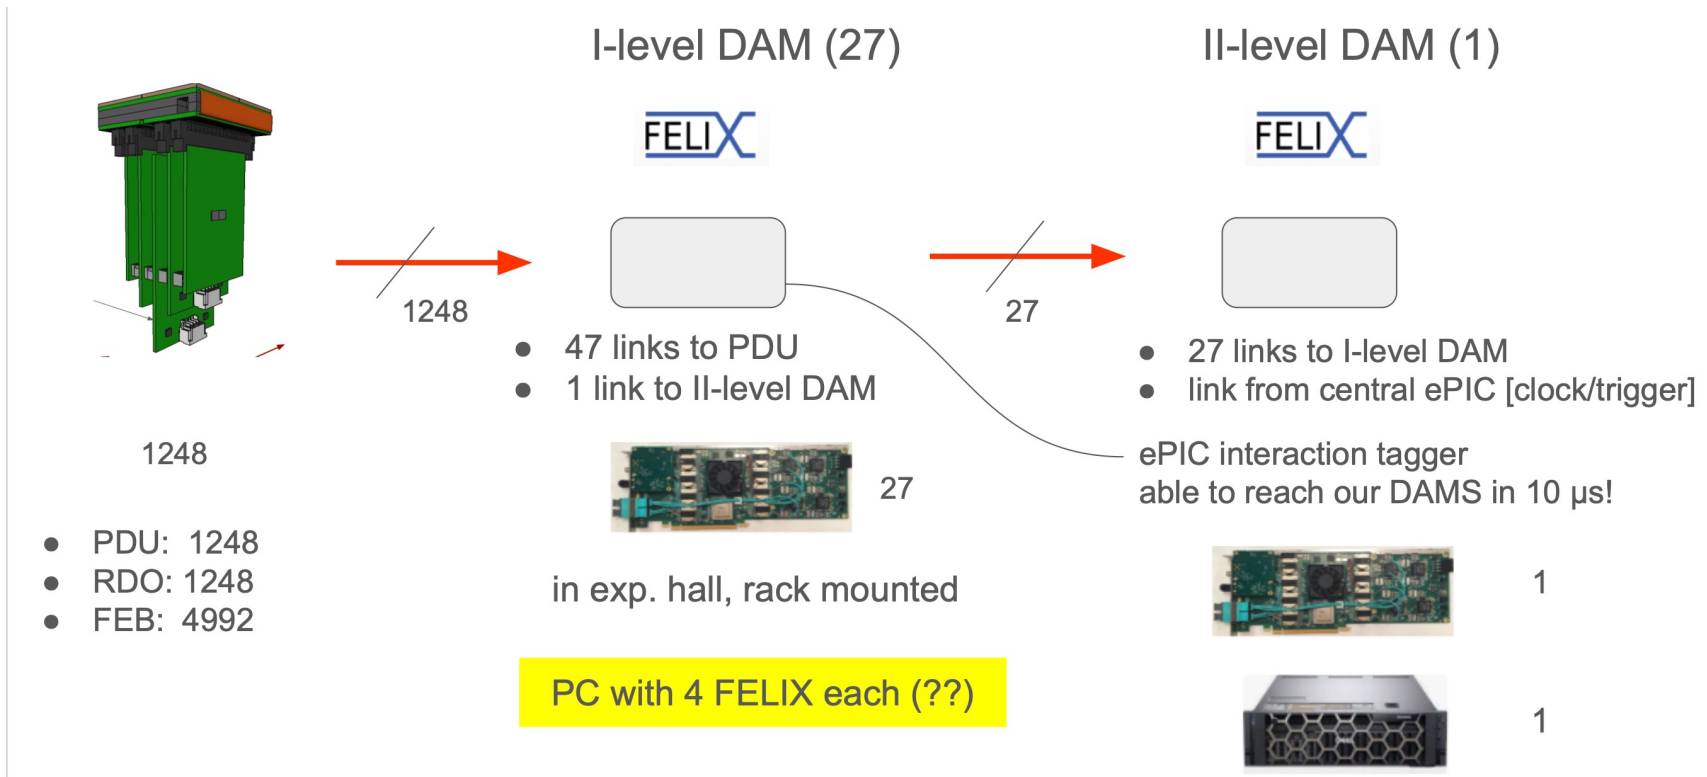 I-level DAM (27)
II-level DAM (1)
FELIX
FELIX
1248
27
● 47 links to PDU
● 1 link to II-level DAM
● 27 links to I-level DAM
● link from central ePIC [clock/trigger]
1248
27
ePIC interaction tagger
able to reach our DAMS in 10 µs!
● PDU: 1248
● RDO: 1248
● FEB: 4992
in exp. hall, rack mounted
1
PC with 4 FELIX each (??)
1